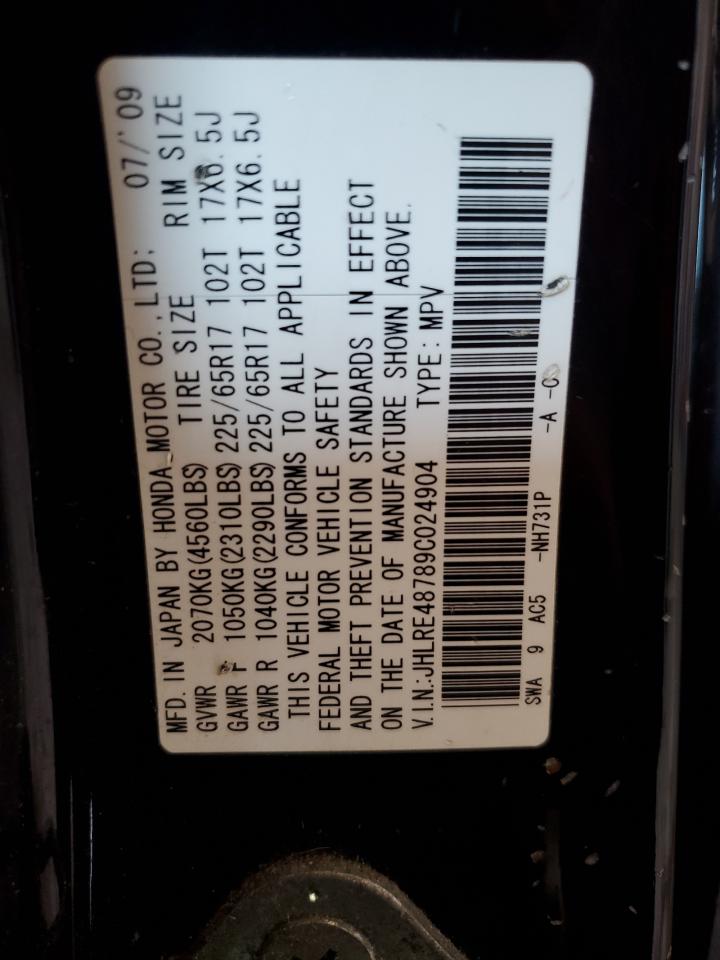 MFD. IN JAPAN BY HONDA MOTOR CO., LTD; 07/'09
GVWR 2070KG(4560LBS) TIRE SIZE RIM SIZE
GAWR F 1050KG(2310LBS) 225/65R17 102T 17X6.5J
GAWR R 1040KG(2290LBS) 225/65R17 102T 17X6.5J
THIS VEHICLE CONFORMS TO ALL APPLICABLE
FEDERAL MOTOR VEHICLE SAFETY
AND THEFT PREVENTION STANDARDS IN EFFECT
ON THE DATE OF MANUFACTURE SHOWN ABOVE.
V.I.N.:JHLRE48789C024904 TYPE: MPV
SWA 9 AC5 -NH731P -A -C